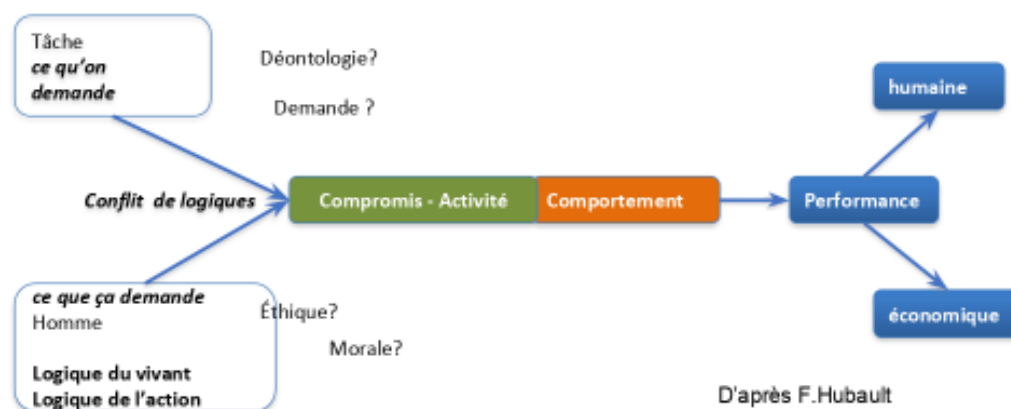 Tâche
ce qu'on
demande
Déontologie?
Demande ?
Conflit de logiques
Compromis - Activité
Comportement
Performance
humaine
économique
ce que ça demande
Homme
Logique du vivant
Logique de l'action
Éthique?
Morale?
D'après F.Hubault